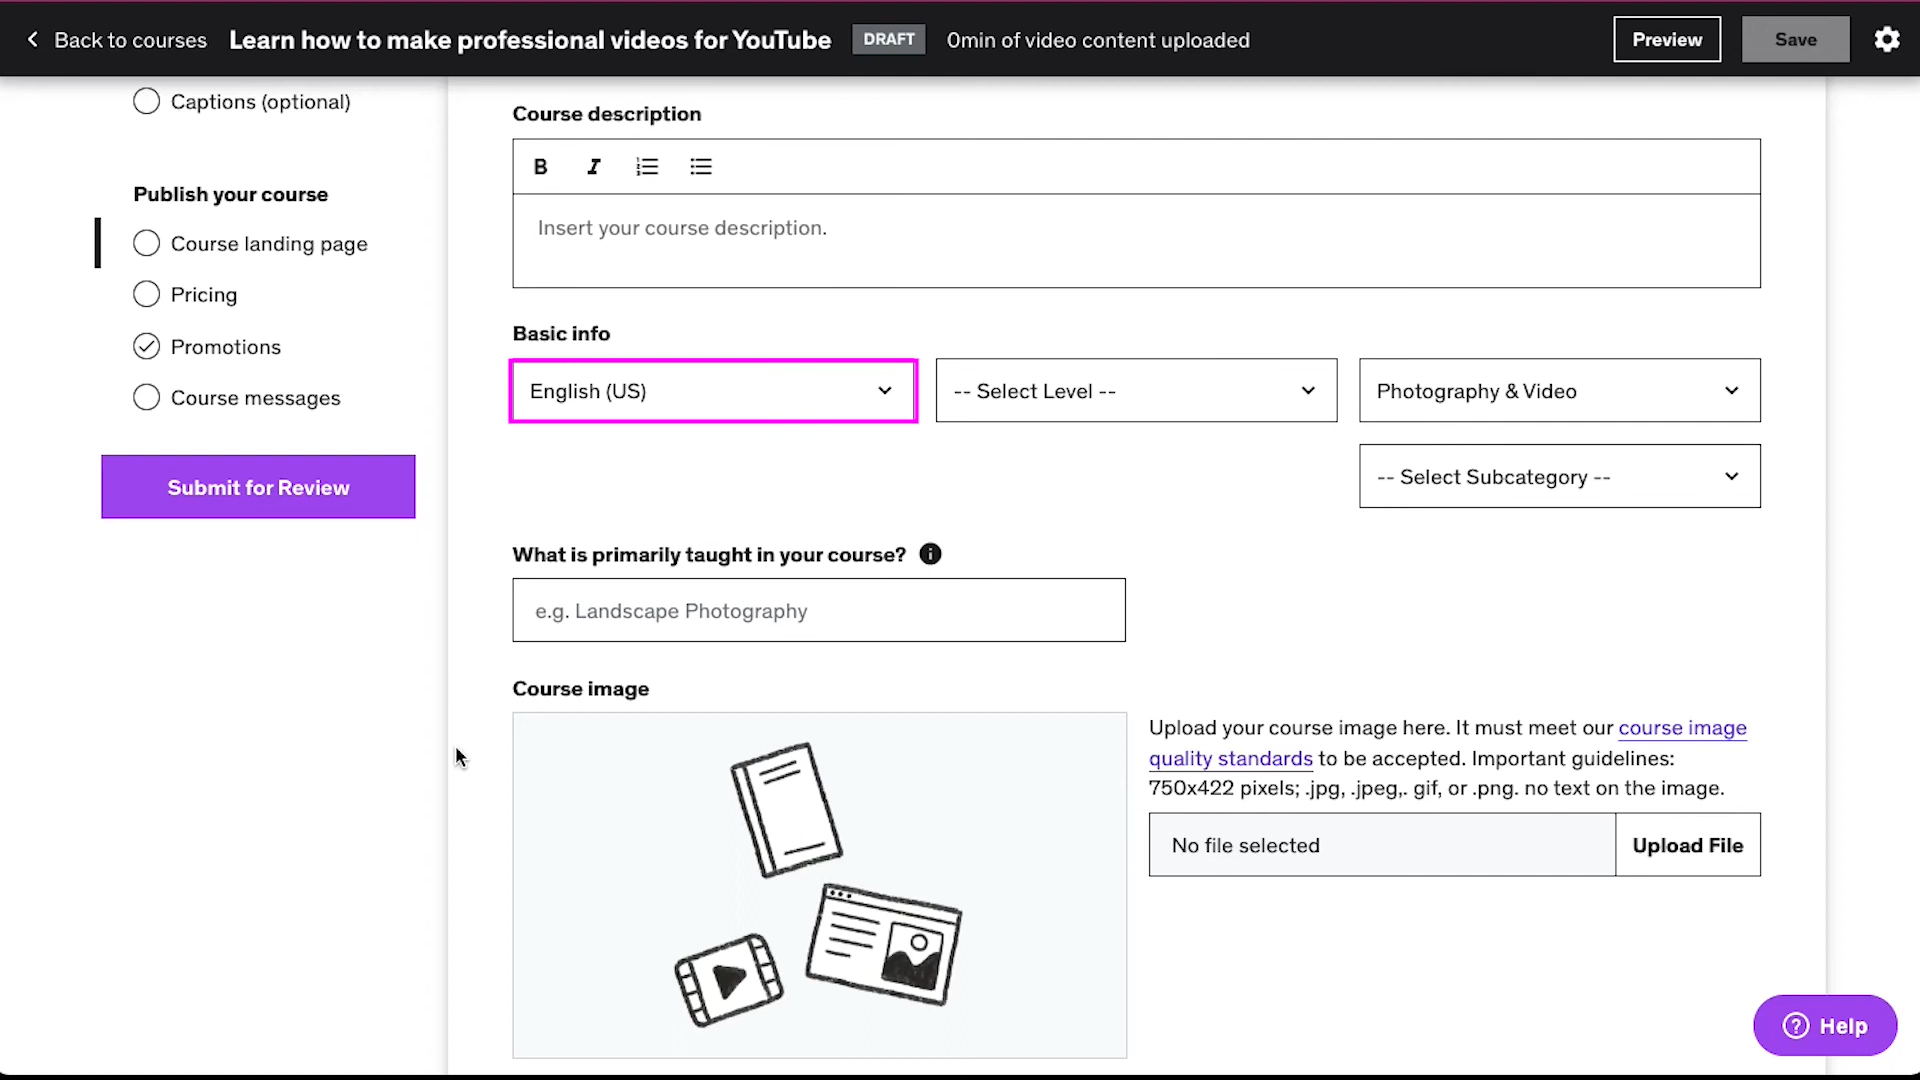 Back to courses Learn how to make professional videos for YouTube DRAFT 0min of video content uploaded Preview Save
Captions (optional)
Publish your course
Course landing page
Pricing
Promotions
Course messages
Submit for Review
Course description
B I
Insert your course description.
Basic info
English (US) -- Select Level -- Photography & Video
-- Select Subcategory --
What is primarily taught in your course?
e.g. Landscape Photography
Course image
Upload your course image here. It must meet our course image
quality standards to be accepted. Important guidelines:
750x422 pixels; .jpg, .jpeg,. gif, or .png. no text on the image.
No file selected Upload File
Help